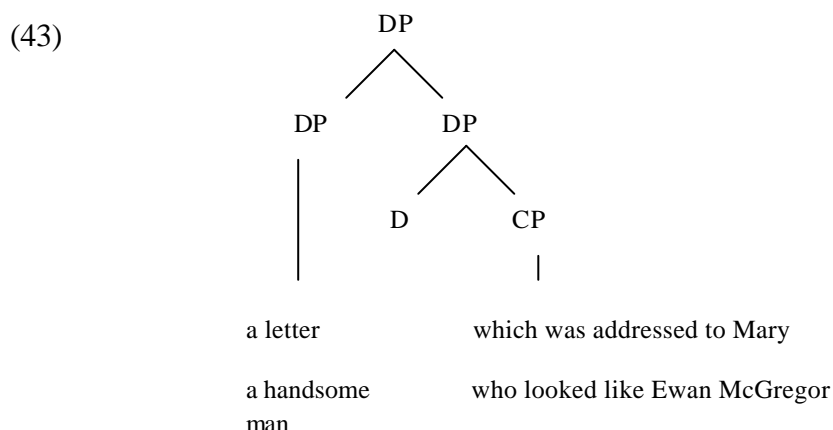 (43)
DP
DP DP
D CP
a letter which was addressed to Mary
a handsome who looked like Ewan McGregor
man